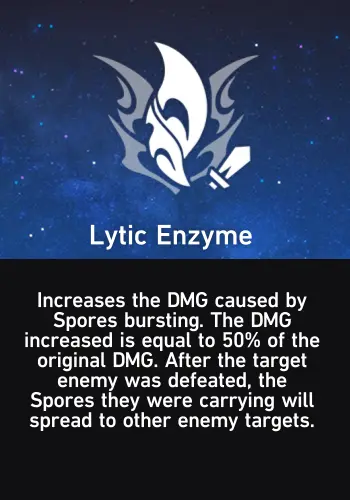 Lytic Enzyme
Increases the DMG caused by
Spores bursting. The DMG
increased is equal to 50% of the
original DMG. After the target
enemy was defeated, the
Spores they were carrying will
spread to other enemy targets.